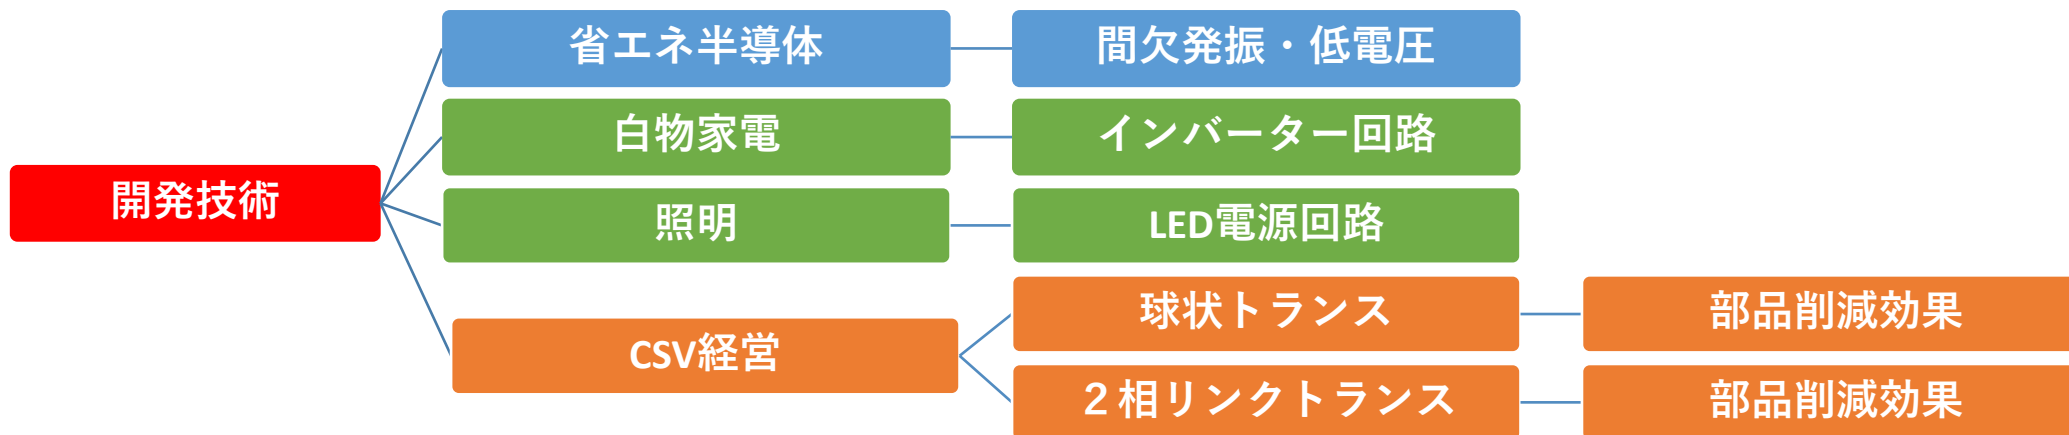 省エネ半導体
間欠発振・低電圧
白物家電
インバーター回路
開発技術
照明
LED電源回路
球状トランス
部品削減効果
CSV経営
２相リンクトランス
部品削減効果